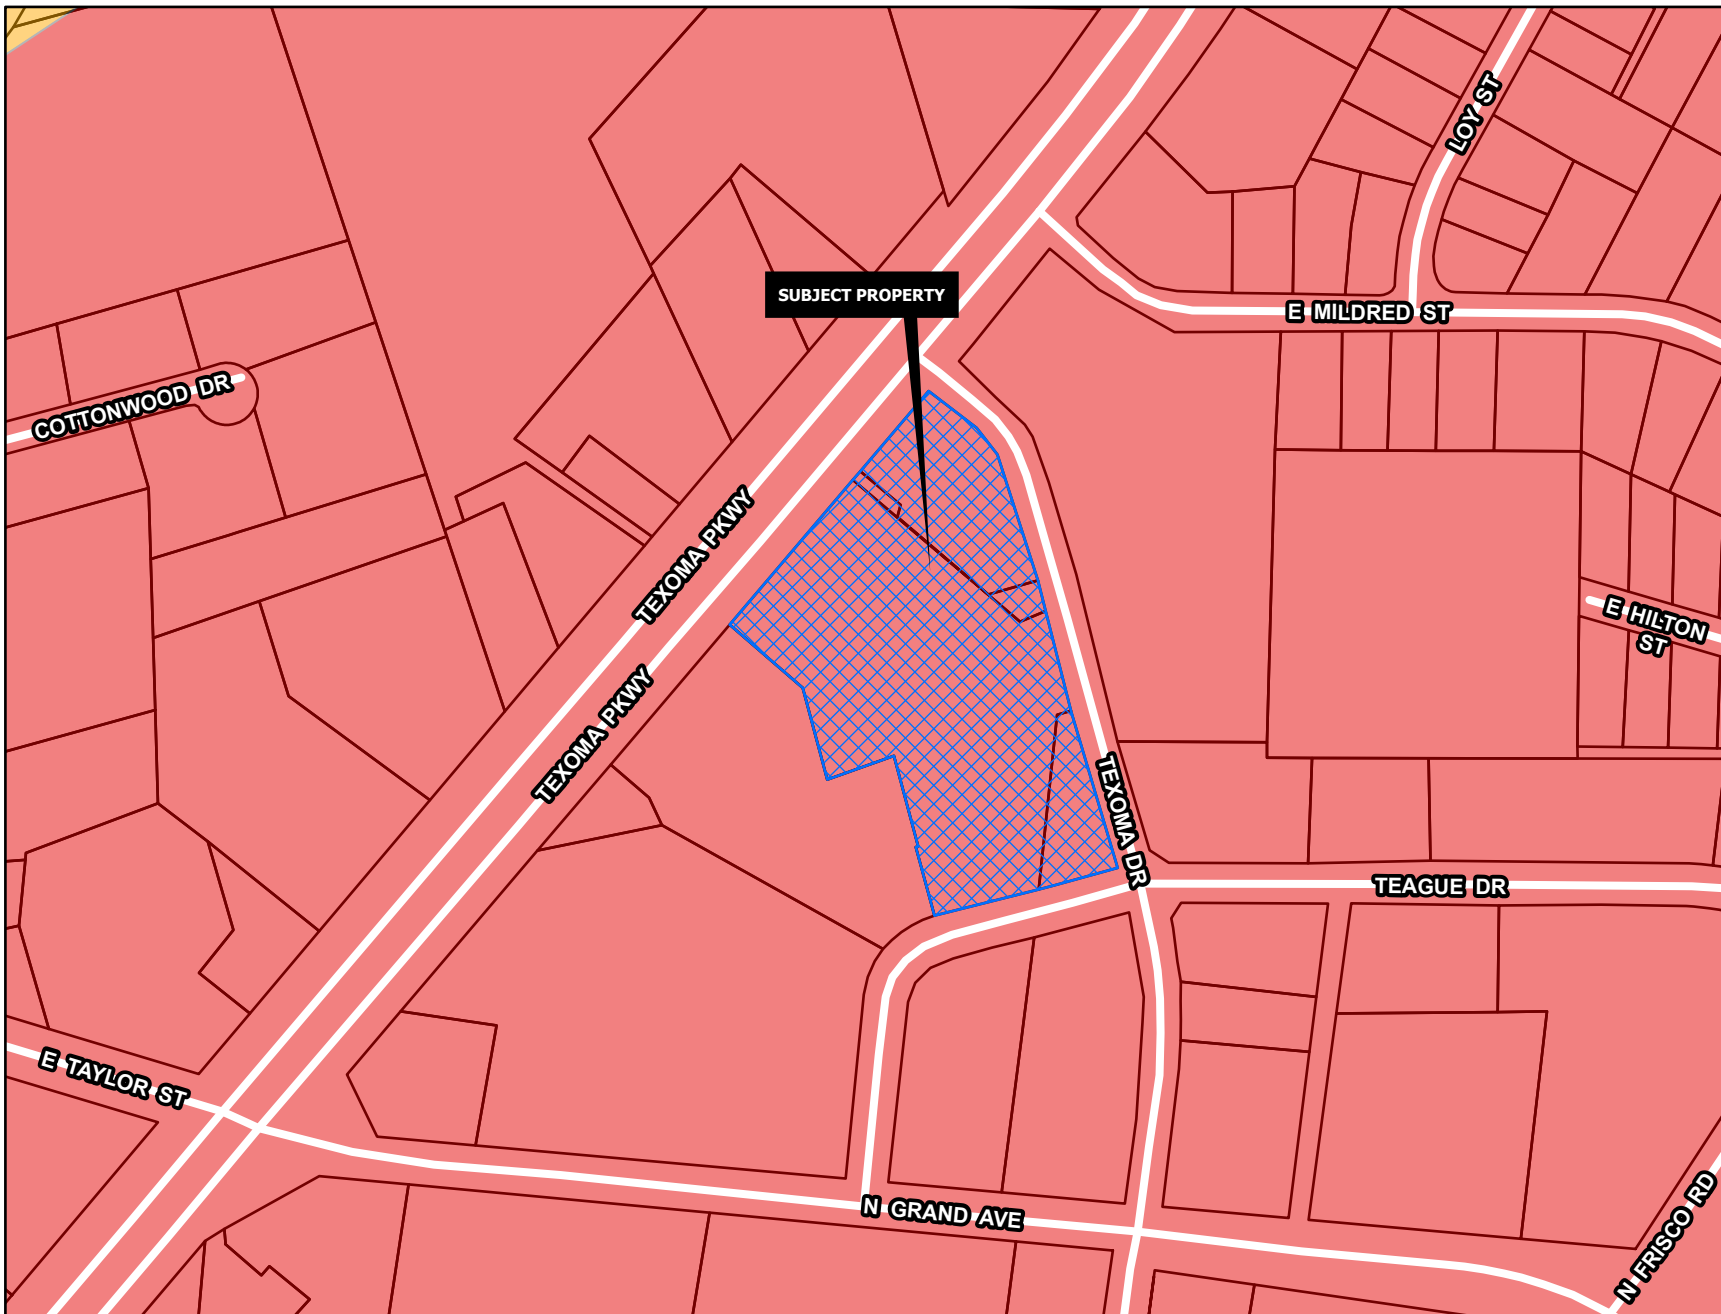 LOY ST
SUBJECT PROPERTY
E MILDRED ST
COTTONWOOD DR
TEXOMA PKWY
E HILTON
ST
TEXOMA PKWY
TEXOMA DR
TEAGUE DR
E TAYLOR ST
N GRAND AVE
N FRISCO RD